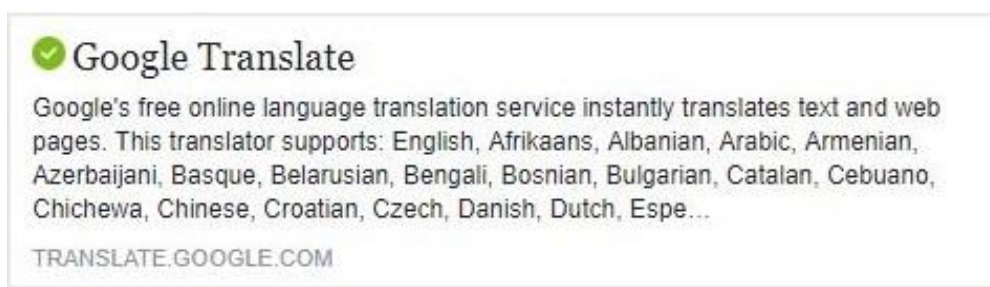 Google Translate
Google's free online language translation service instantly translates text and web
pages. This translator supports: English, Afrikaans, Albanian, Arabic, Armenian,
Azerbaijani, Basque, Belarusian, Bengali, Bosnian, Bulgarian, Catalan, Cebuano,
Chichewa, Chinese, Croatian, Czech, Danish, Dutch, Espe...
TRANSLATE.GOOGLE.COM